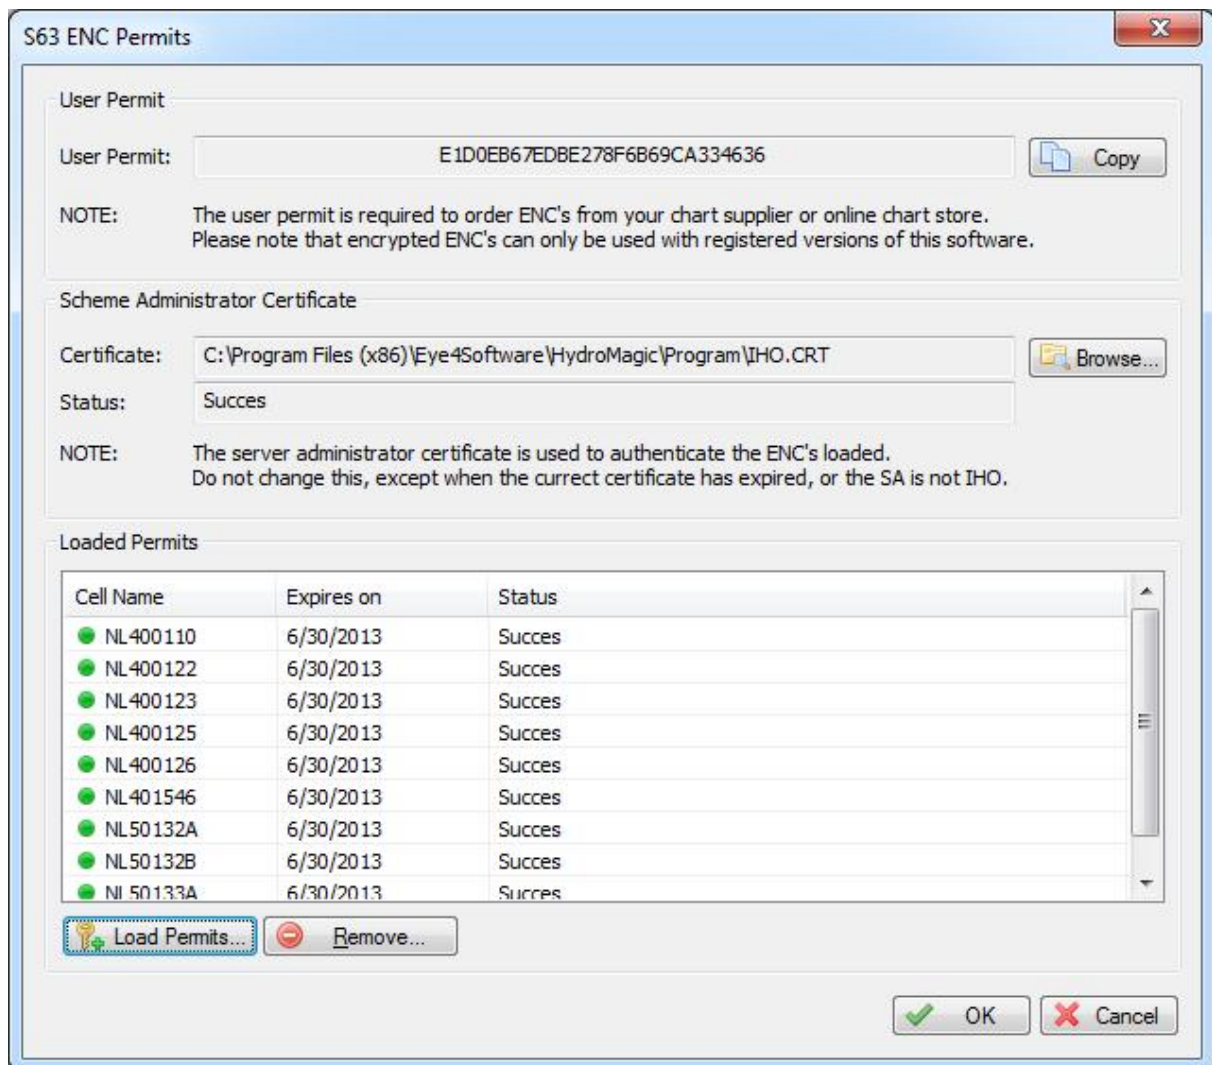 S63 ENC Permits
User Permit
User Permit: E1D0EB67EDBE278F6B69CA334636 Copy
NOTE: The user permit is required to order ENC's from your chart supplier or online chart store.
Please note that encrypted ENC's can only be used with registered versions of this software.
Scheme Administrator Certificate
Certificate: C:\Program Files (x86)\Eye4Software\HydroMagic\Program\IHO.CRT Browse...
Status: Succes
NOTE: The server administrator certificate is used to authenticate the ENC's loaded.
Do not change this, except when the currect certificate has expired, or the SA is not IHO.
Loaded Permits
Cell Name Expires on Status
NL400110 6/30/2013 Succes
NL400122 6/30/2013 Succes
NL400123 6/30/2013 Succes
NL400125 6/30/2013 Succes
NL400126 6/30/2013 Succes
NL401546 6/30/2013 Succes
NL50132A 6/30/2013 Succes
NL50132B 6/30/2013 Succes
NL50133A 6/30/2013 Succes
Load Permits... Remove...
OK Cancel